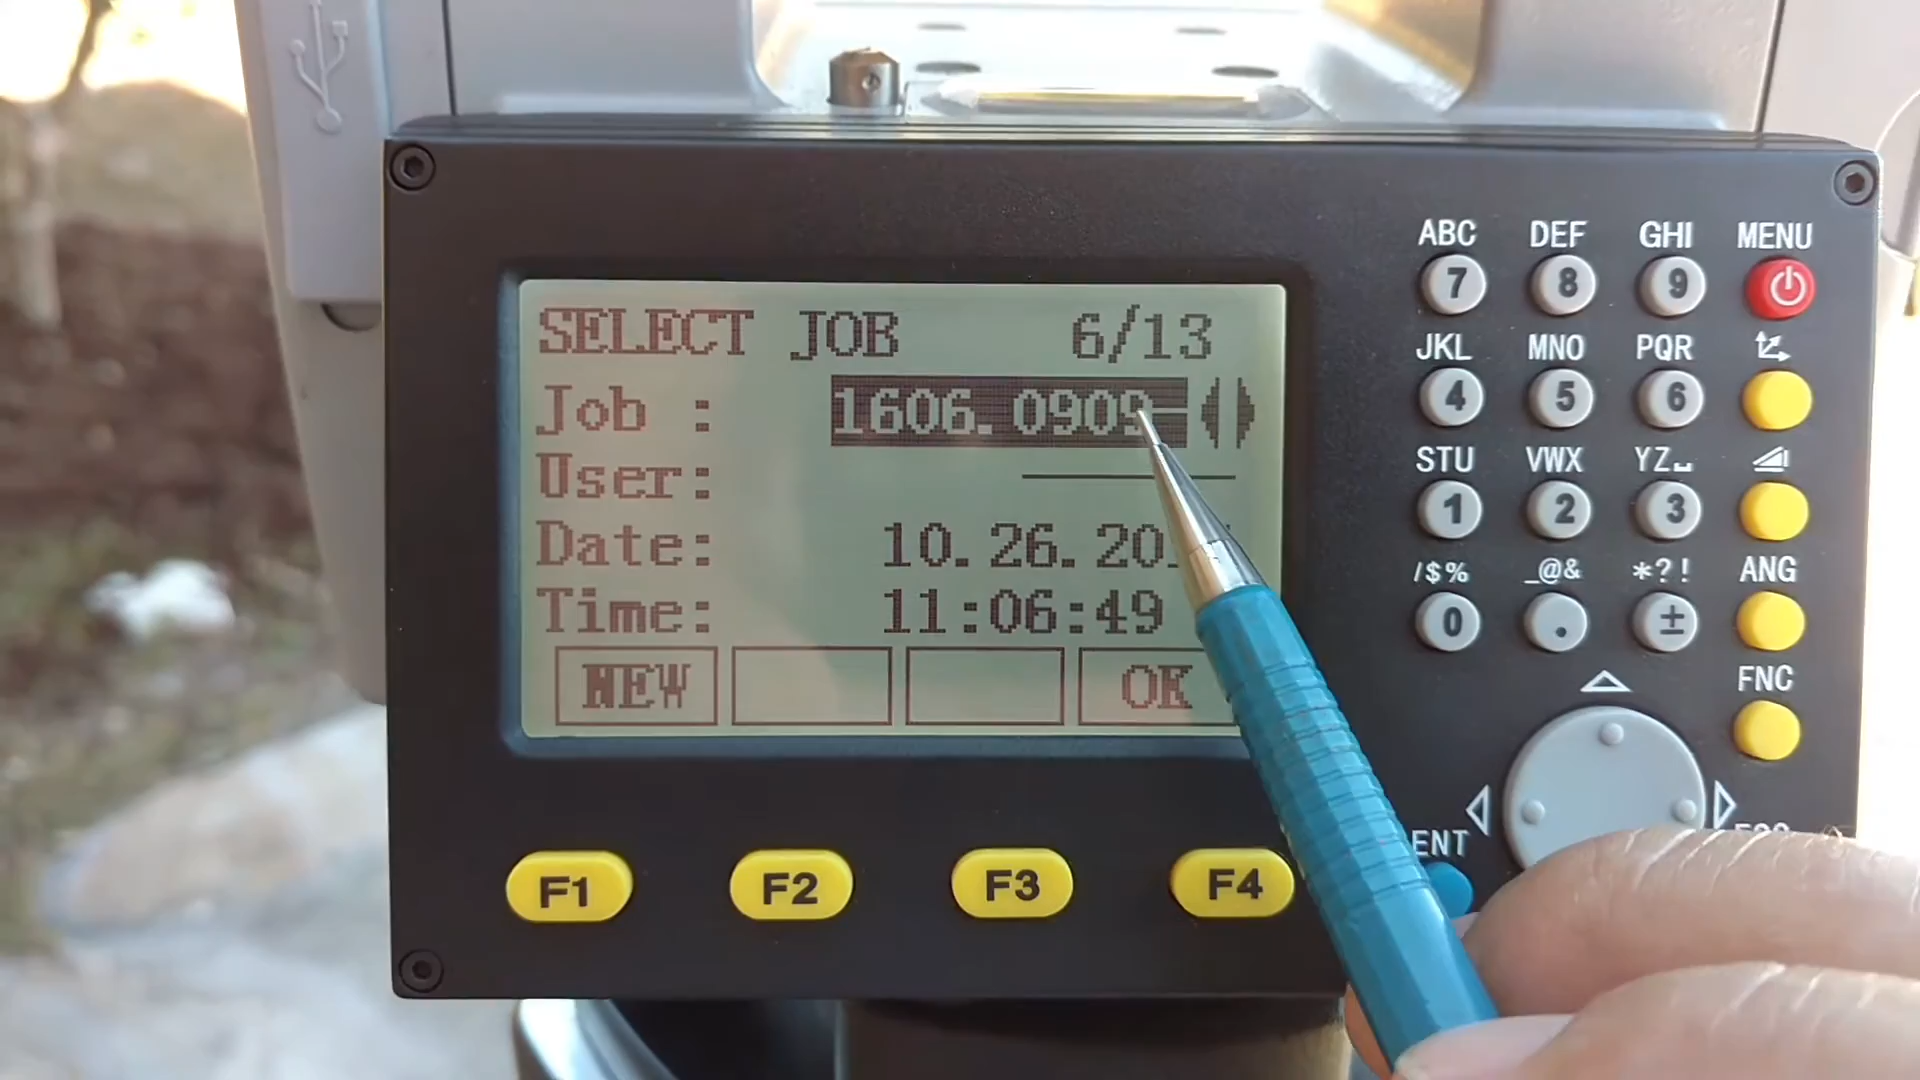 SELECT JOB 6/13
Job : 1606.0909-
User:
Date: 10.26.20
Time: 11:06:49
NEW OK
F1 F2 F3 F4
ABC DEF GHI MENU
7 8 9
JKL MNO PQR
4 5 6
STU VWX YZ␣
1 2 3
/$% _@& *?! ANG
0 . ±
FNC
ENT